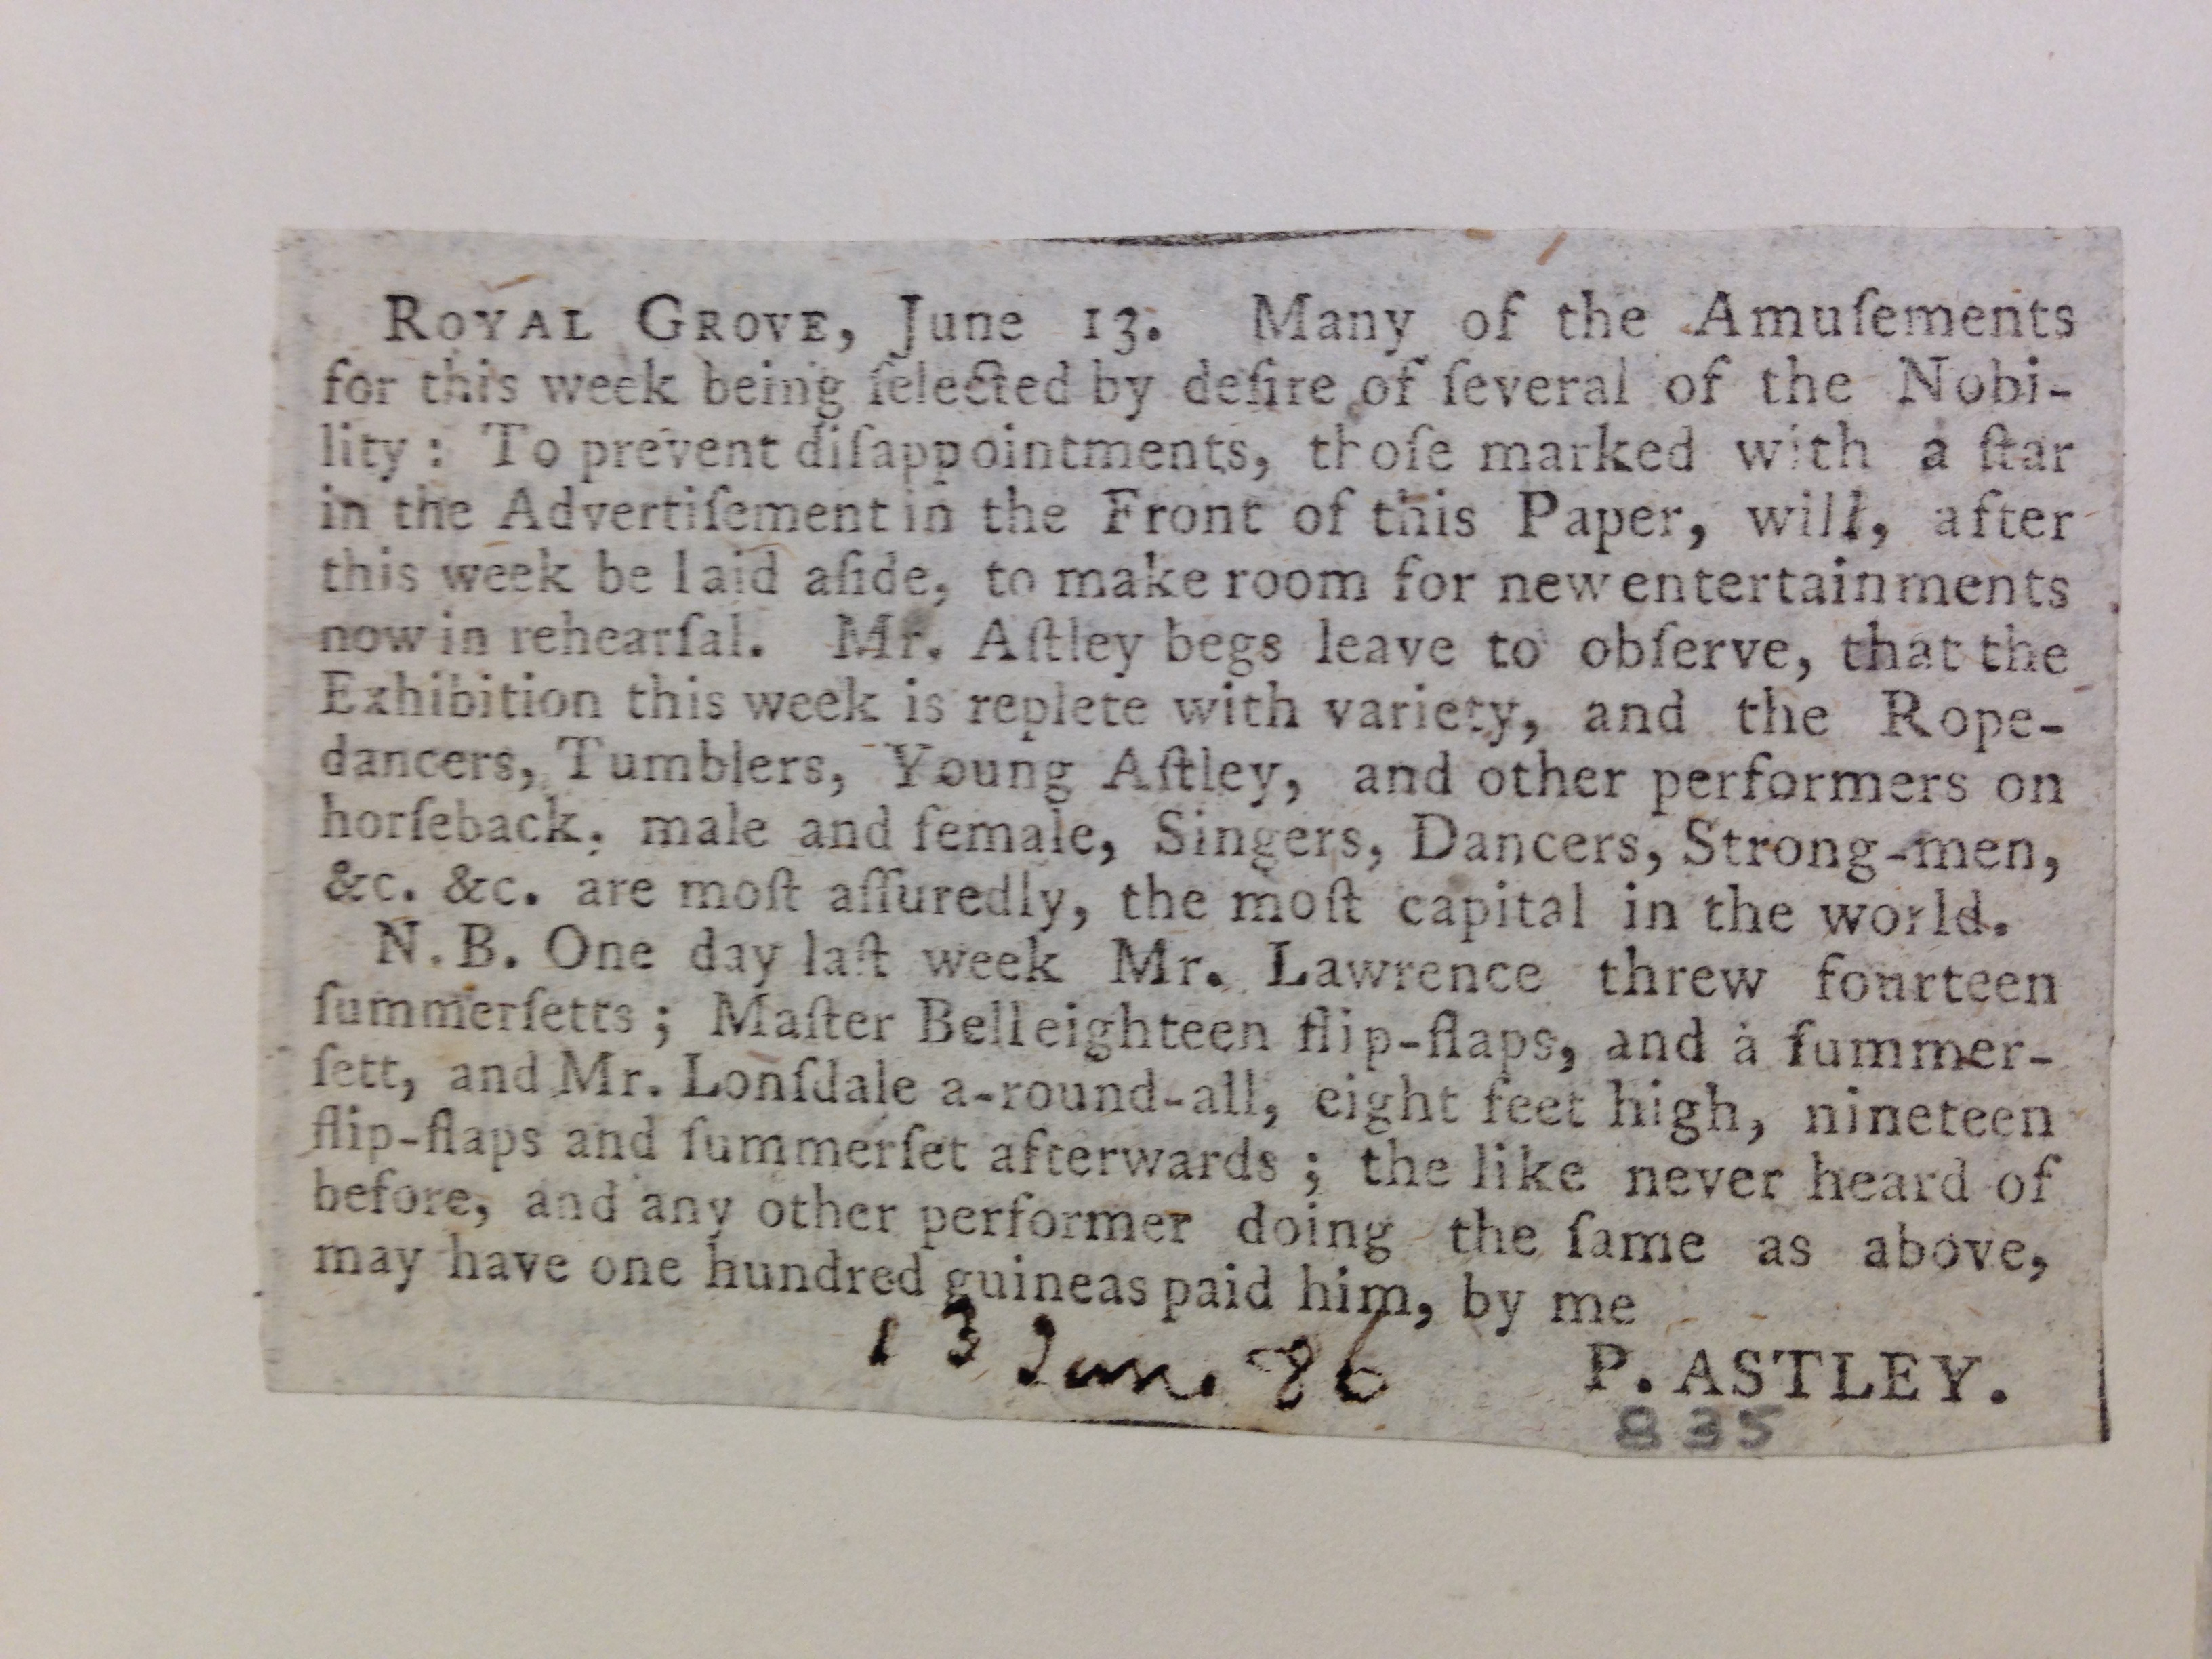 ROYAL GROVE, June 13. Many of the Amuſements
for this week being ſelected by deſire of ſeveral of the Nobi-
lity: To prevent diſappointments, thoſe marked with a ſtar
in the Advertiſement in the Front of this Paper, will, after
this week be laid aſide, to make room for new entertainments
now in rehearſal. Mr. Aſtley begs leave to obſerve, that the
Exhibition this week is replete with variety, and the Rope-
dancers, Tumblers, Young Aſtley, and other performers on
horſeback, male and female, Singers, Dancers, Strong-men,
&c. &c. are moſt aſſuredly, the moſt capital in the world.
N.B. One day laſt week Mr. Lawrence threw fourteen
ſummerſetts; Maſter Bell eighteen flip-flaps, and a ſummer-
ſett, and Mr. Lonſdale a-round-all, eight feet high, nineteen
flip-flaps and ſummerſet afterwards; the like never heard of
before, and any other performer doing the ſame as above,
may have one hundred guineas paid him, by me
13 June 86
P. ASTLEY.
835